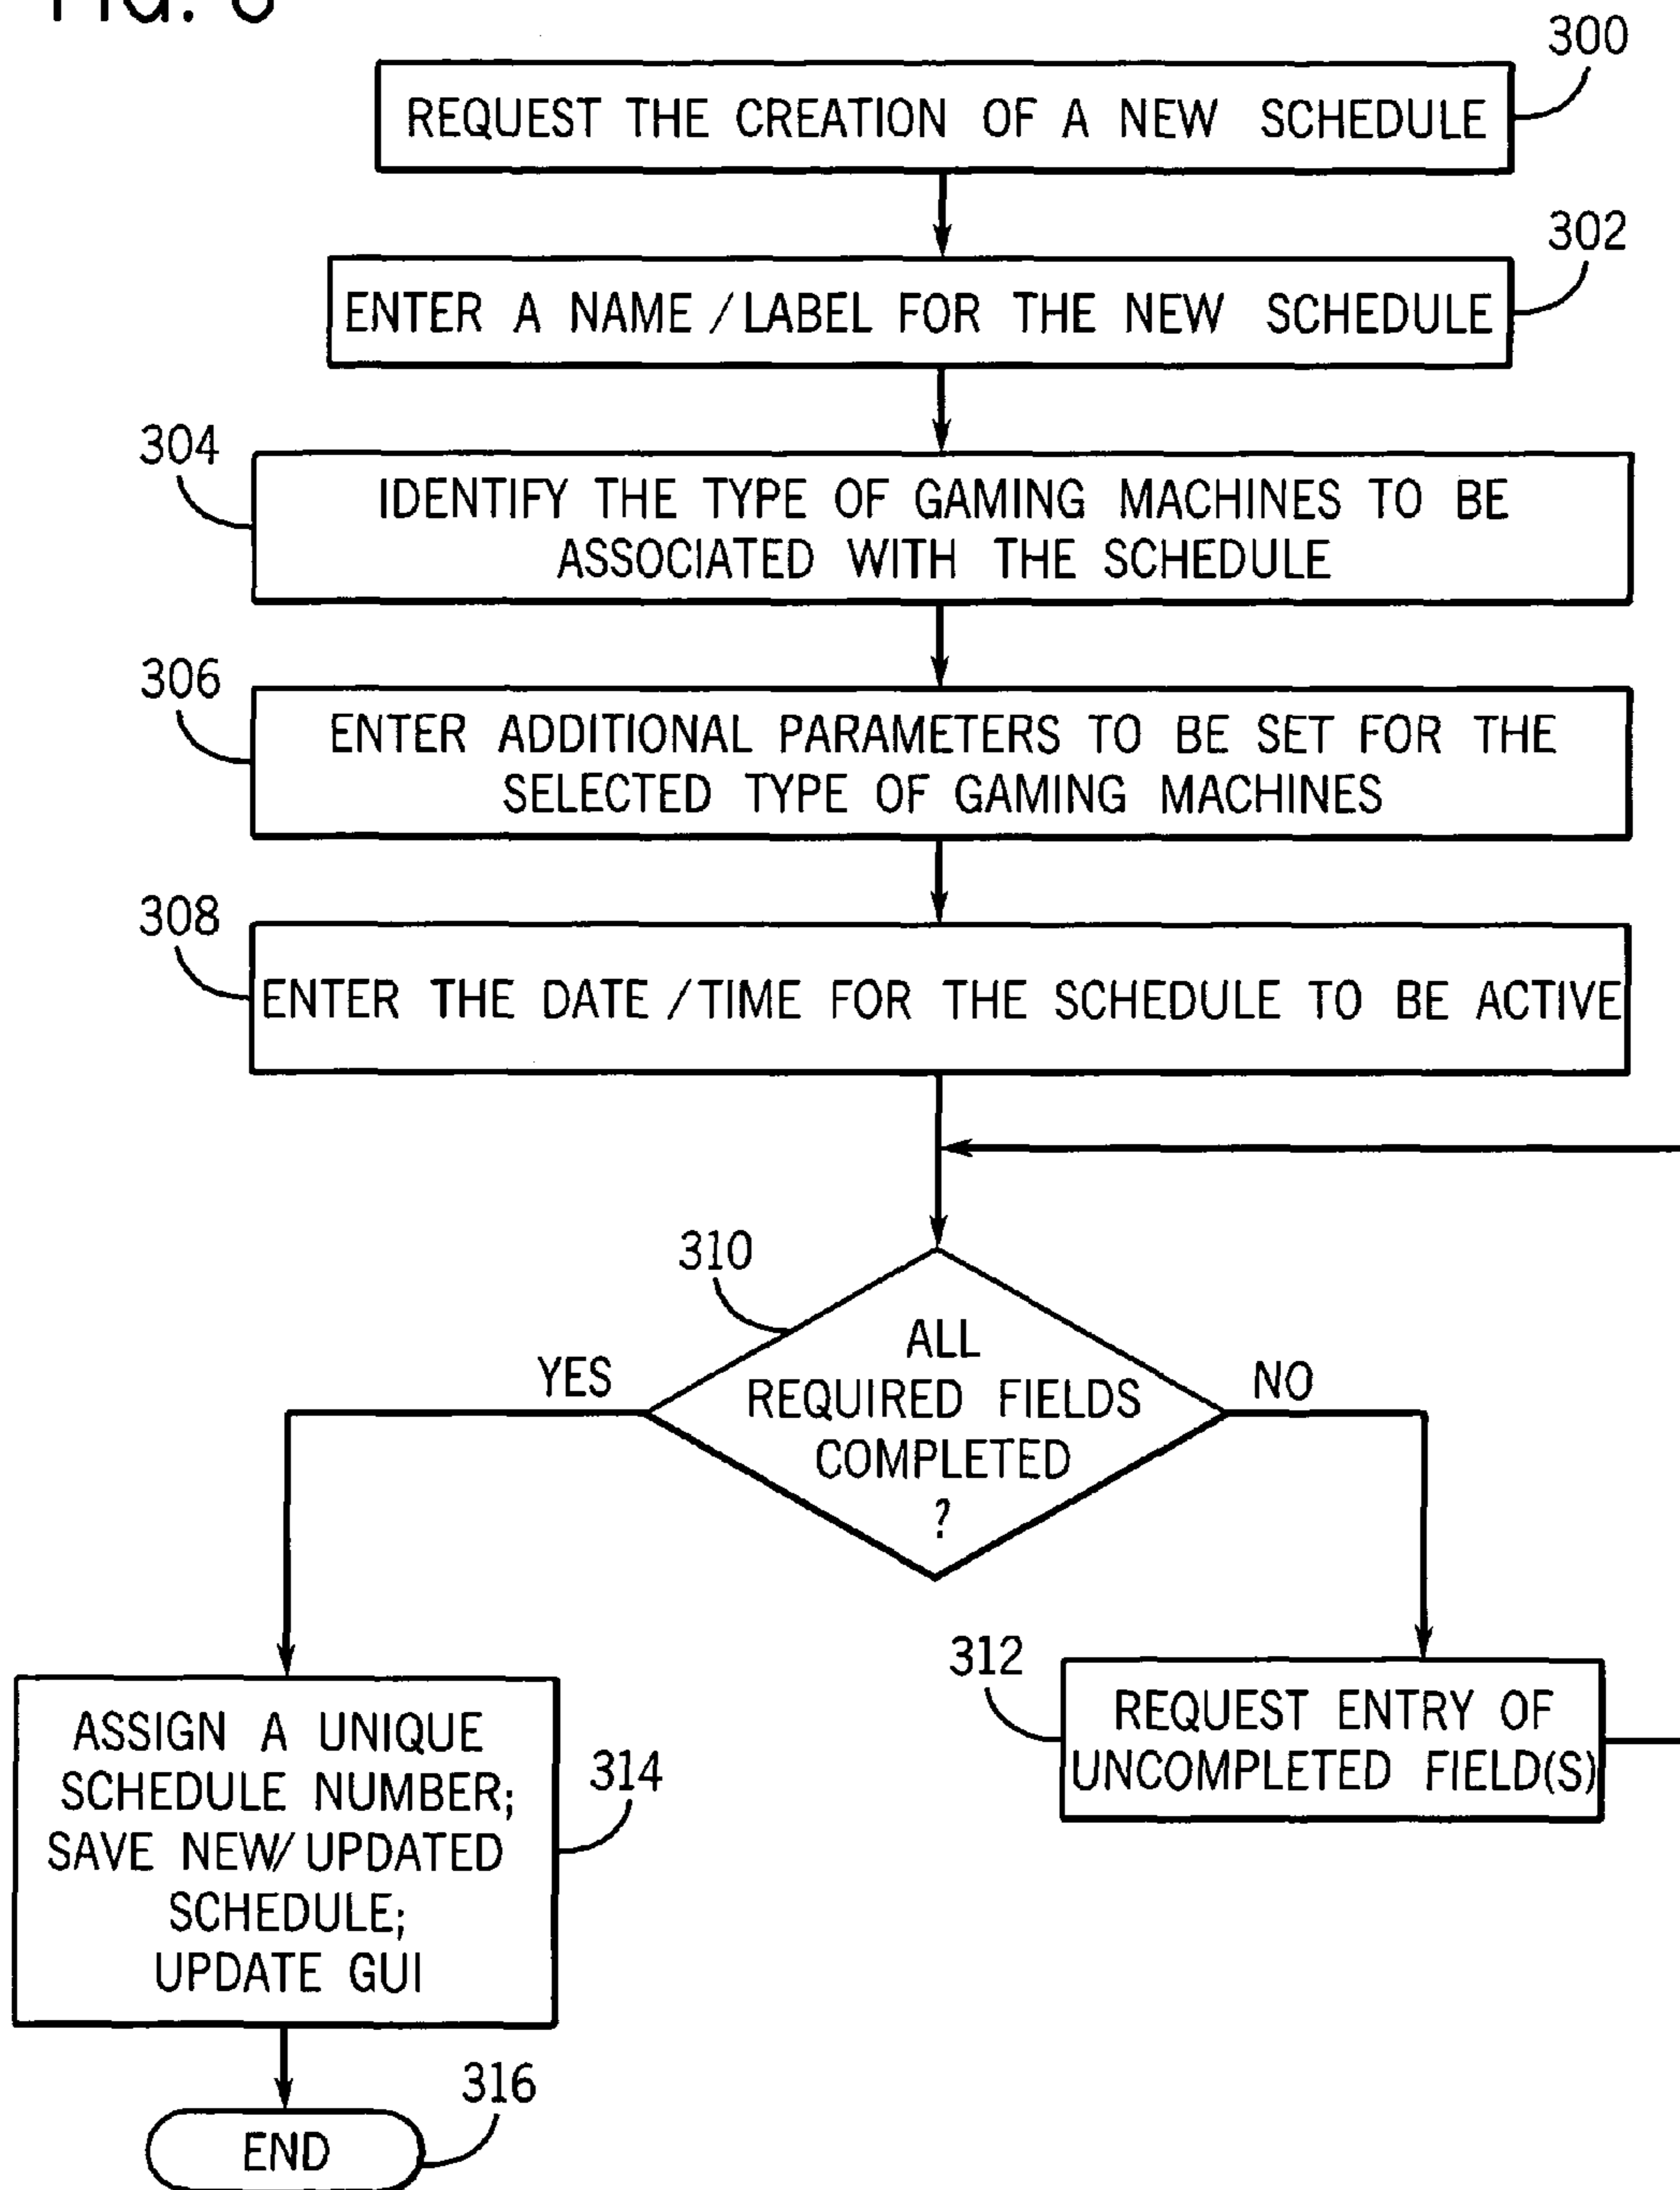 300
REQUEST THE CREATION OF A NEW SCHEDULE
302
ENTER A NAME/LABEL FOR THE NEW SCHEDULE
304
IDENTIFY THE TYPE OF GAMING MACHINES TO BE
ASSOCIATED WITH THE SCHEDULE
306
ENTER ADDITIONAL PARAMETERS TO BE SET FOR THE
SELECTED TYPE OF GAMING MACHINES
308
ENTER THE DATE/TIME FOR THE SCHEDULE TO BE ACTIVE
310
ALL
REQUIRED FIELDS
COMPLETED
?
YES
NO
312
REQUEST ENTRY OF
UNCOMPLETED FIELD(S)
ASSIGN A UNIQUE
SCHEDULE NUMBER;
SAVE NEW/UPDATED
SCHEDULE;
UPDATE GUI
314
316
END